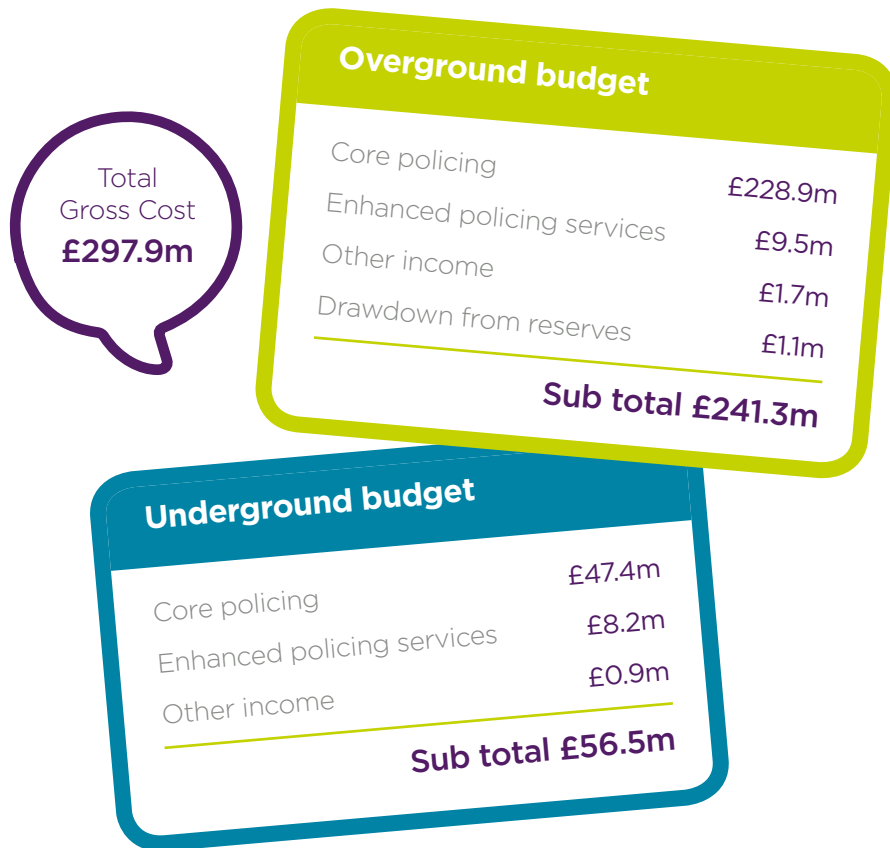 Total
Gross Cost
£297.9m
Overground budget
Core policing £228.9m
Enhanced policing services £9.5m
Other income £1.7m
Drawdown from reserves £1.1m
Sub total £241.3m
Underground budget
Core policing £47.4m
Enhanced policing services £8.2m
Other income £0.9m
Sub total £56.5m